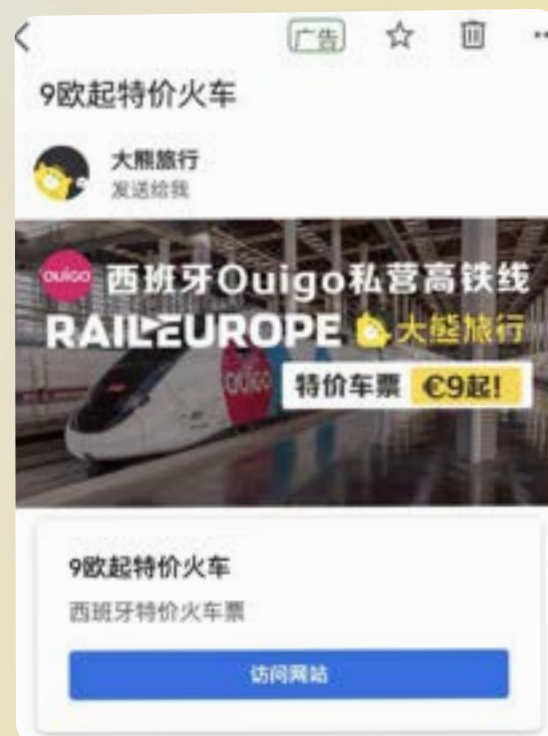 广告
9欧起特价火车
大熊旅行
发送给我
ouigo 西班牙Ouigo私营高铁线
RAILEUROPE 大熊旅行
ouigo
特价车票 €9起!
9欧起特价火车
西班牙特价火车票
访问网站